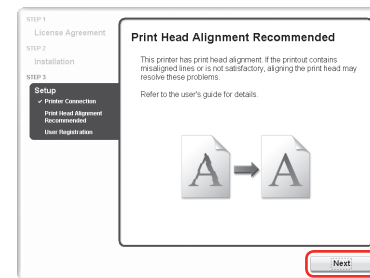 STEP 1
License Agreement
STEP 2
Installation
STEP 3
Setup
✓ Printer Connection
Print Head Alignment
Recommended
User Registration
Print Head Alignment Recommended
This printer has print head alignment. If the printout contains
misaligned lines or is not satisfactory, aligning the print head may
resolve these problems.
Refer to the user's guide for details.
A
A
Next